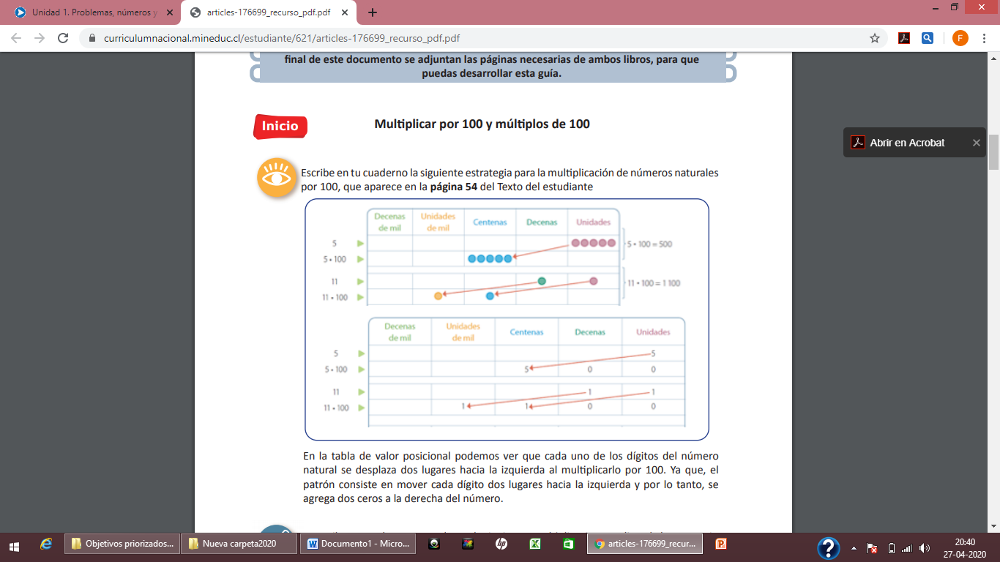 Unidad 1. Problemas, números y
articles-176699_recurso_pdf.pdf
curriculumnacional.mineduc.cl/estudiante/621/articles-176699_recurso_pdf.pdf
F
final de este documento se adjuntan las páginas necesarias de ambos libros, para que
puedas desarrollar esta guía.
Abrir en Acrobat
Inicio
Multiplicar por 100 y múltiplos de 100
Escribe en tu cuaderno la siguiente estrategia para la multiplicación de números naturales
por 100, que aparece en la página 54 del Texto del estudiante
Decenas de mil Unidades de mil Centenas Decenas Unidades
5
5 • 100
5 • 100 = 500
11
11 • 100
11 • 100 = 1 100
Decenas de mil Unidades de mil Centenas Decenas Unidades
5 5
5 • 100 5 0 0
11 1 1
11 • 100 1 1 0 0
En la tabla de valor posicional podemos ver que cada uno de los dígitos del número
natural se desplaza dos lugares hacia la izquierda al multiplicarlo por 100. Ya que, el
patrón consiste en mover cada dígito dos lugares hacia la izquierda y por lo tanto, se
agrega dos ceros a la derecha del número.
Objetivos priorizados...
Nueva carpeta2020
Documento1 - Micro...
articles-176699_recur...
20:40
27-04-2020